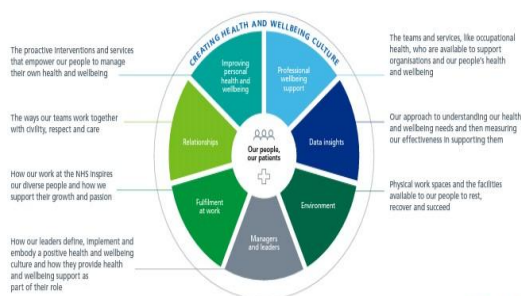 CREATING HEALTH AND WELLBEING CULTURE
The proactive interventions and services
that empower our people to manage
their own health and wellbeing
The teams and services, like occupational
health, who are available to support
organisations and our people's health
and wellbeing
Improving
personal
health and
wellbeing
Professional
wellbeing
support
The ways our teams work together
with civility, respect and care
Relationships
Our people,
our patients
Data insights
Our approach to understanding our health
and wellbeing needs and then measuring
our effectiveness in supporting them
How our work at the NHS inspires
our diverse people and how we
support their growth and passion
Fulfilment
at work
Environment
Physical work spaces and the facilities
available to our people to rest,
recover and succeed
Managers
and leaders
How our leaders define, implement and
embody a positive health and wellbeing
culture and how they provide health
and wellbeing support as
part of their role